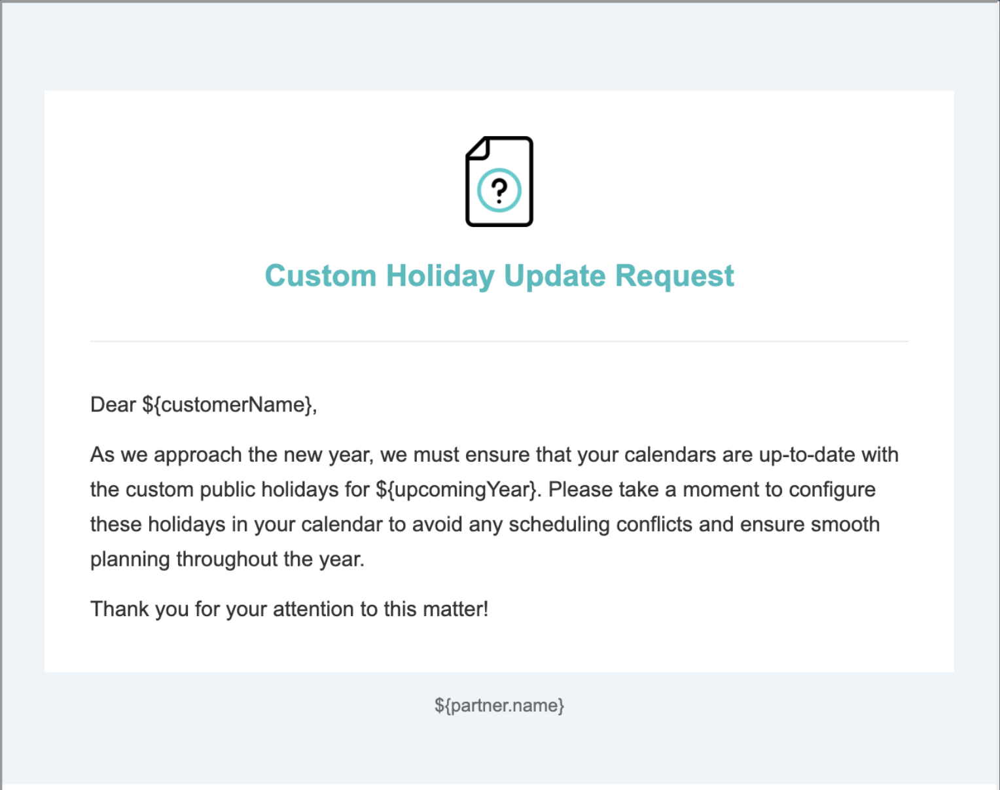 ?
Custom Holiday Update Request
Dear ${customerName},
As we approach the new year, we must ensure that your calendars are up-to-date with
the custom public holidays for ${upcomingYear}. Please take a moment to configure
these holidays in your calendar to avoid any scheduling conflicts and ensure smooth
planning throughout the year.
Thank you for your attention to this matter!
${partner.name}